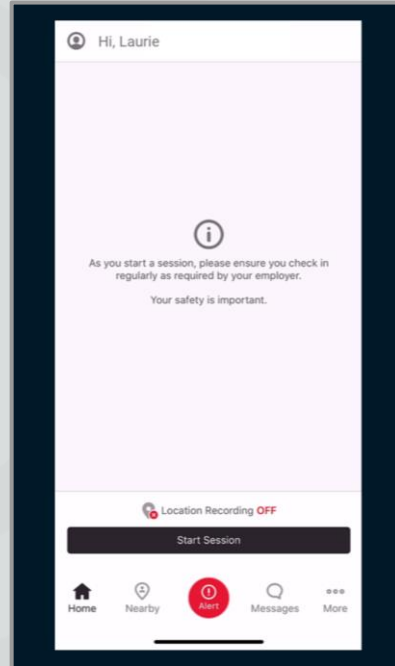 Hi, Laurie
As you start a session, please ensure you check in
regularly as required by your employer.
Your safety is important.
Location Recording OFF
Start Session
Home
Nearby
Alert
Messages
More